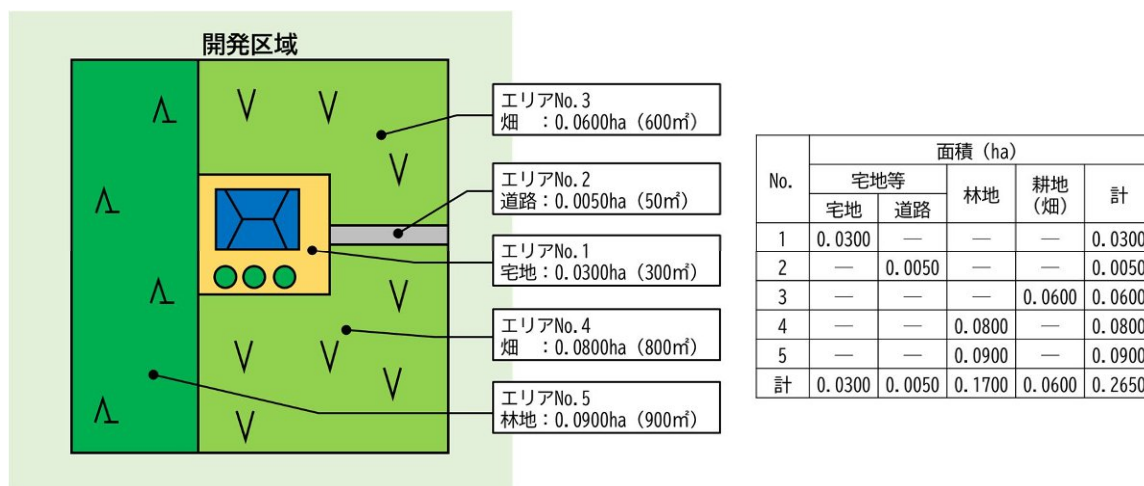 開発区域
エリアNo.3
畑 :0.0600ha(600㎡)
エリアNo.2
道路:0.0050ha(50㎡)
エリアNo.1
宅地:0.0300ha(300㎡)
エリアNo.4
畑 :0.0800ha(800㎡)
エリアNo.5
林地:0.0900ha(900㎡)
No. 面積(ha)
宅地等 林地 耕地(畑) 計
宅地 道路
1 0.0300 — — — 0.0300
2 — 0.0050 — — 0.0050
3 — — — 0.0600 0.0600
4 — — 0.0800 — 0.0800
5 — — 0.0900 — 0.0900
計 0.0300 0.0050 0.1700 0.0600 0.2650